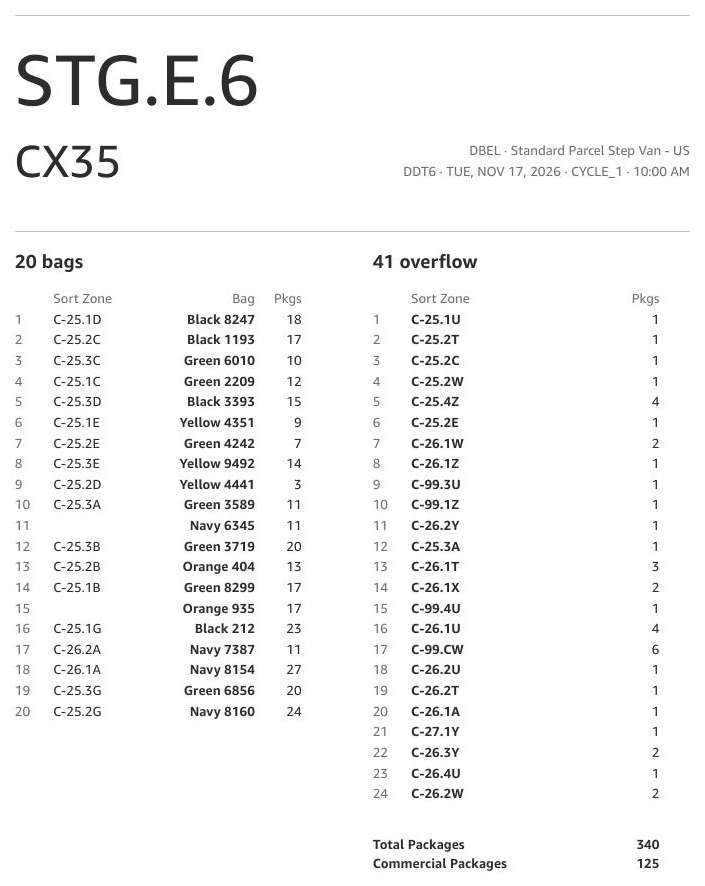 STG.E.6
CX35
DBEL · Standard Parcel Step Van - US
DDT6 · TUE, NOV 17, 2026 · CYCLE_1 · 10:00 AM
20 bags
Sort Zone Bag Pkgs
1 C-25.1D Black 8247 18
2 C-25.2C Black 1193 17
3 C-25.3C Green 6010 10
4 C-25.1C Green 2209 12
5 C-25.3D Black 3393 15
6 C-25.1E Yellow 4351 9
7 C-25.2E Green 4242 7
8 C-25.3E Yellow 9492 14
9 C-25.2D Yellow 4441 3
10 C-25.3A Green 3589 11
11 Navy 6345 11
12 C-25.3B Green 3719 20
13 C-25.2B Orange 404 13
14 C-25.1B Green 8299 17
15 Orange 935 17
16 C-25.1G Black 212 23
17 C-26.2A Navy 7387 11
18 C-26.1A Navy 8154 27
19 C-25.3G Green 6856 20
20 C-25.2G Navy 8160 24
41 overflow
Sort Zone Pkgs
1 C-25.1U 1
2 C-25.2T 1
3 C-25.2C 1
4 C-25.2W 1
5 C-25.4Z 4
6 C-25.2E 1
7 C-26.1W 2
8 C-26.1Z 1
9 C-99.3U 1
10 C-99.1Z 1
11 C-26.2Y 1
12 C-25.3A 1
13 C-26.1T 3
14 C-26.1X 2
15 C-99.4U 1
16 C-26.1U 4
17 C-99.CW 6
18 C-26.2U 1
19 C-26.2T 1
20 C-26.1A 1
21 C-27.1Y 1
22 C-26.3Y 2
23 C-26.4U 1
24 C-26.2W 2
Total Packages 340
Commercial Packages 125